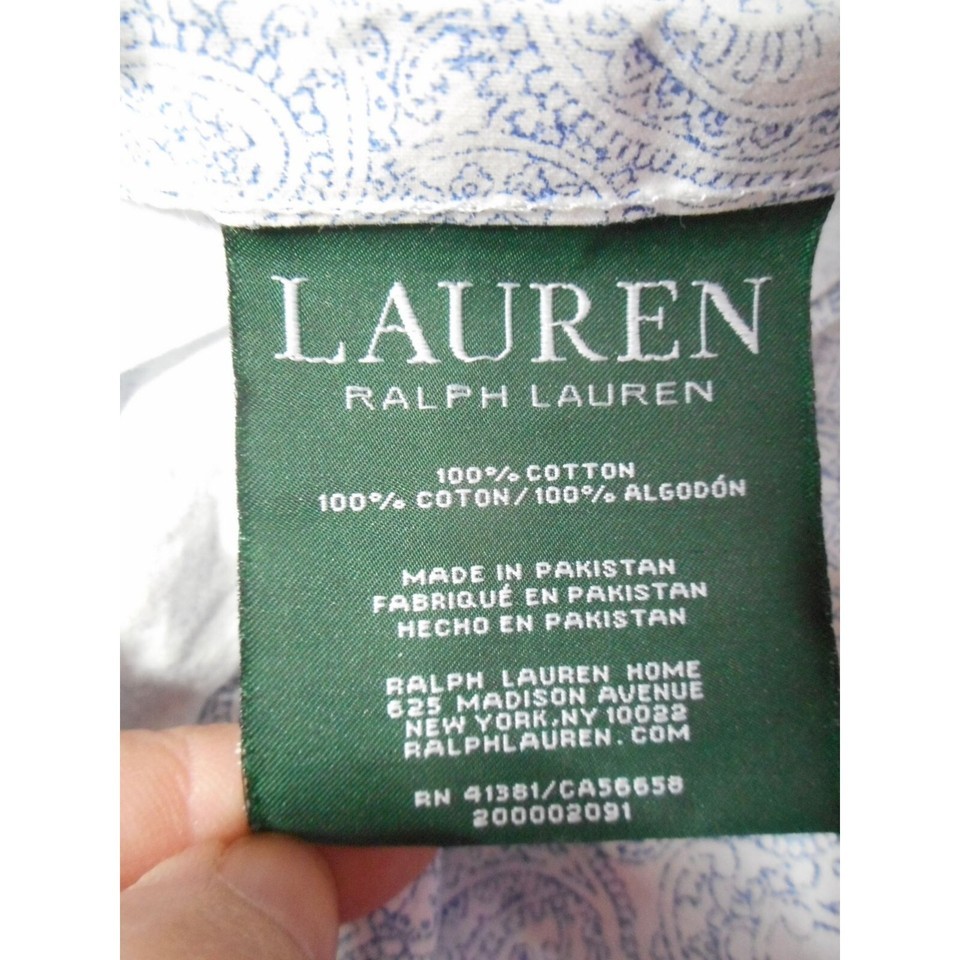 LAUREN
RALPH LAUREN
100% COTTON
100% COTON/100% ALGODÓN
MADE IN PAKISTAN
FABRIQUÉ EN PAKISTAN
HECHO EN PAKISTAN
RALPH LAUREN HOME
625 MADISON AVENUE
NEW YORK,NY 10022
RALPHLAUREN.COM
RN 41381/CA56658
200002091